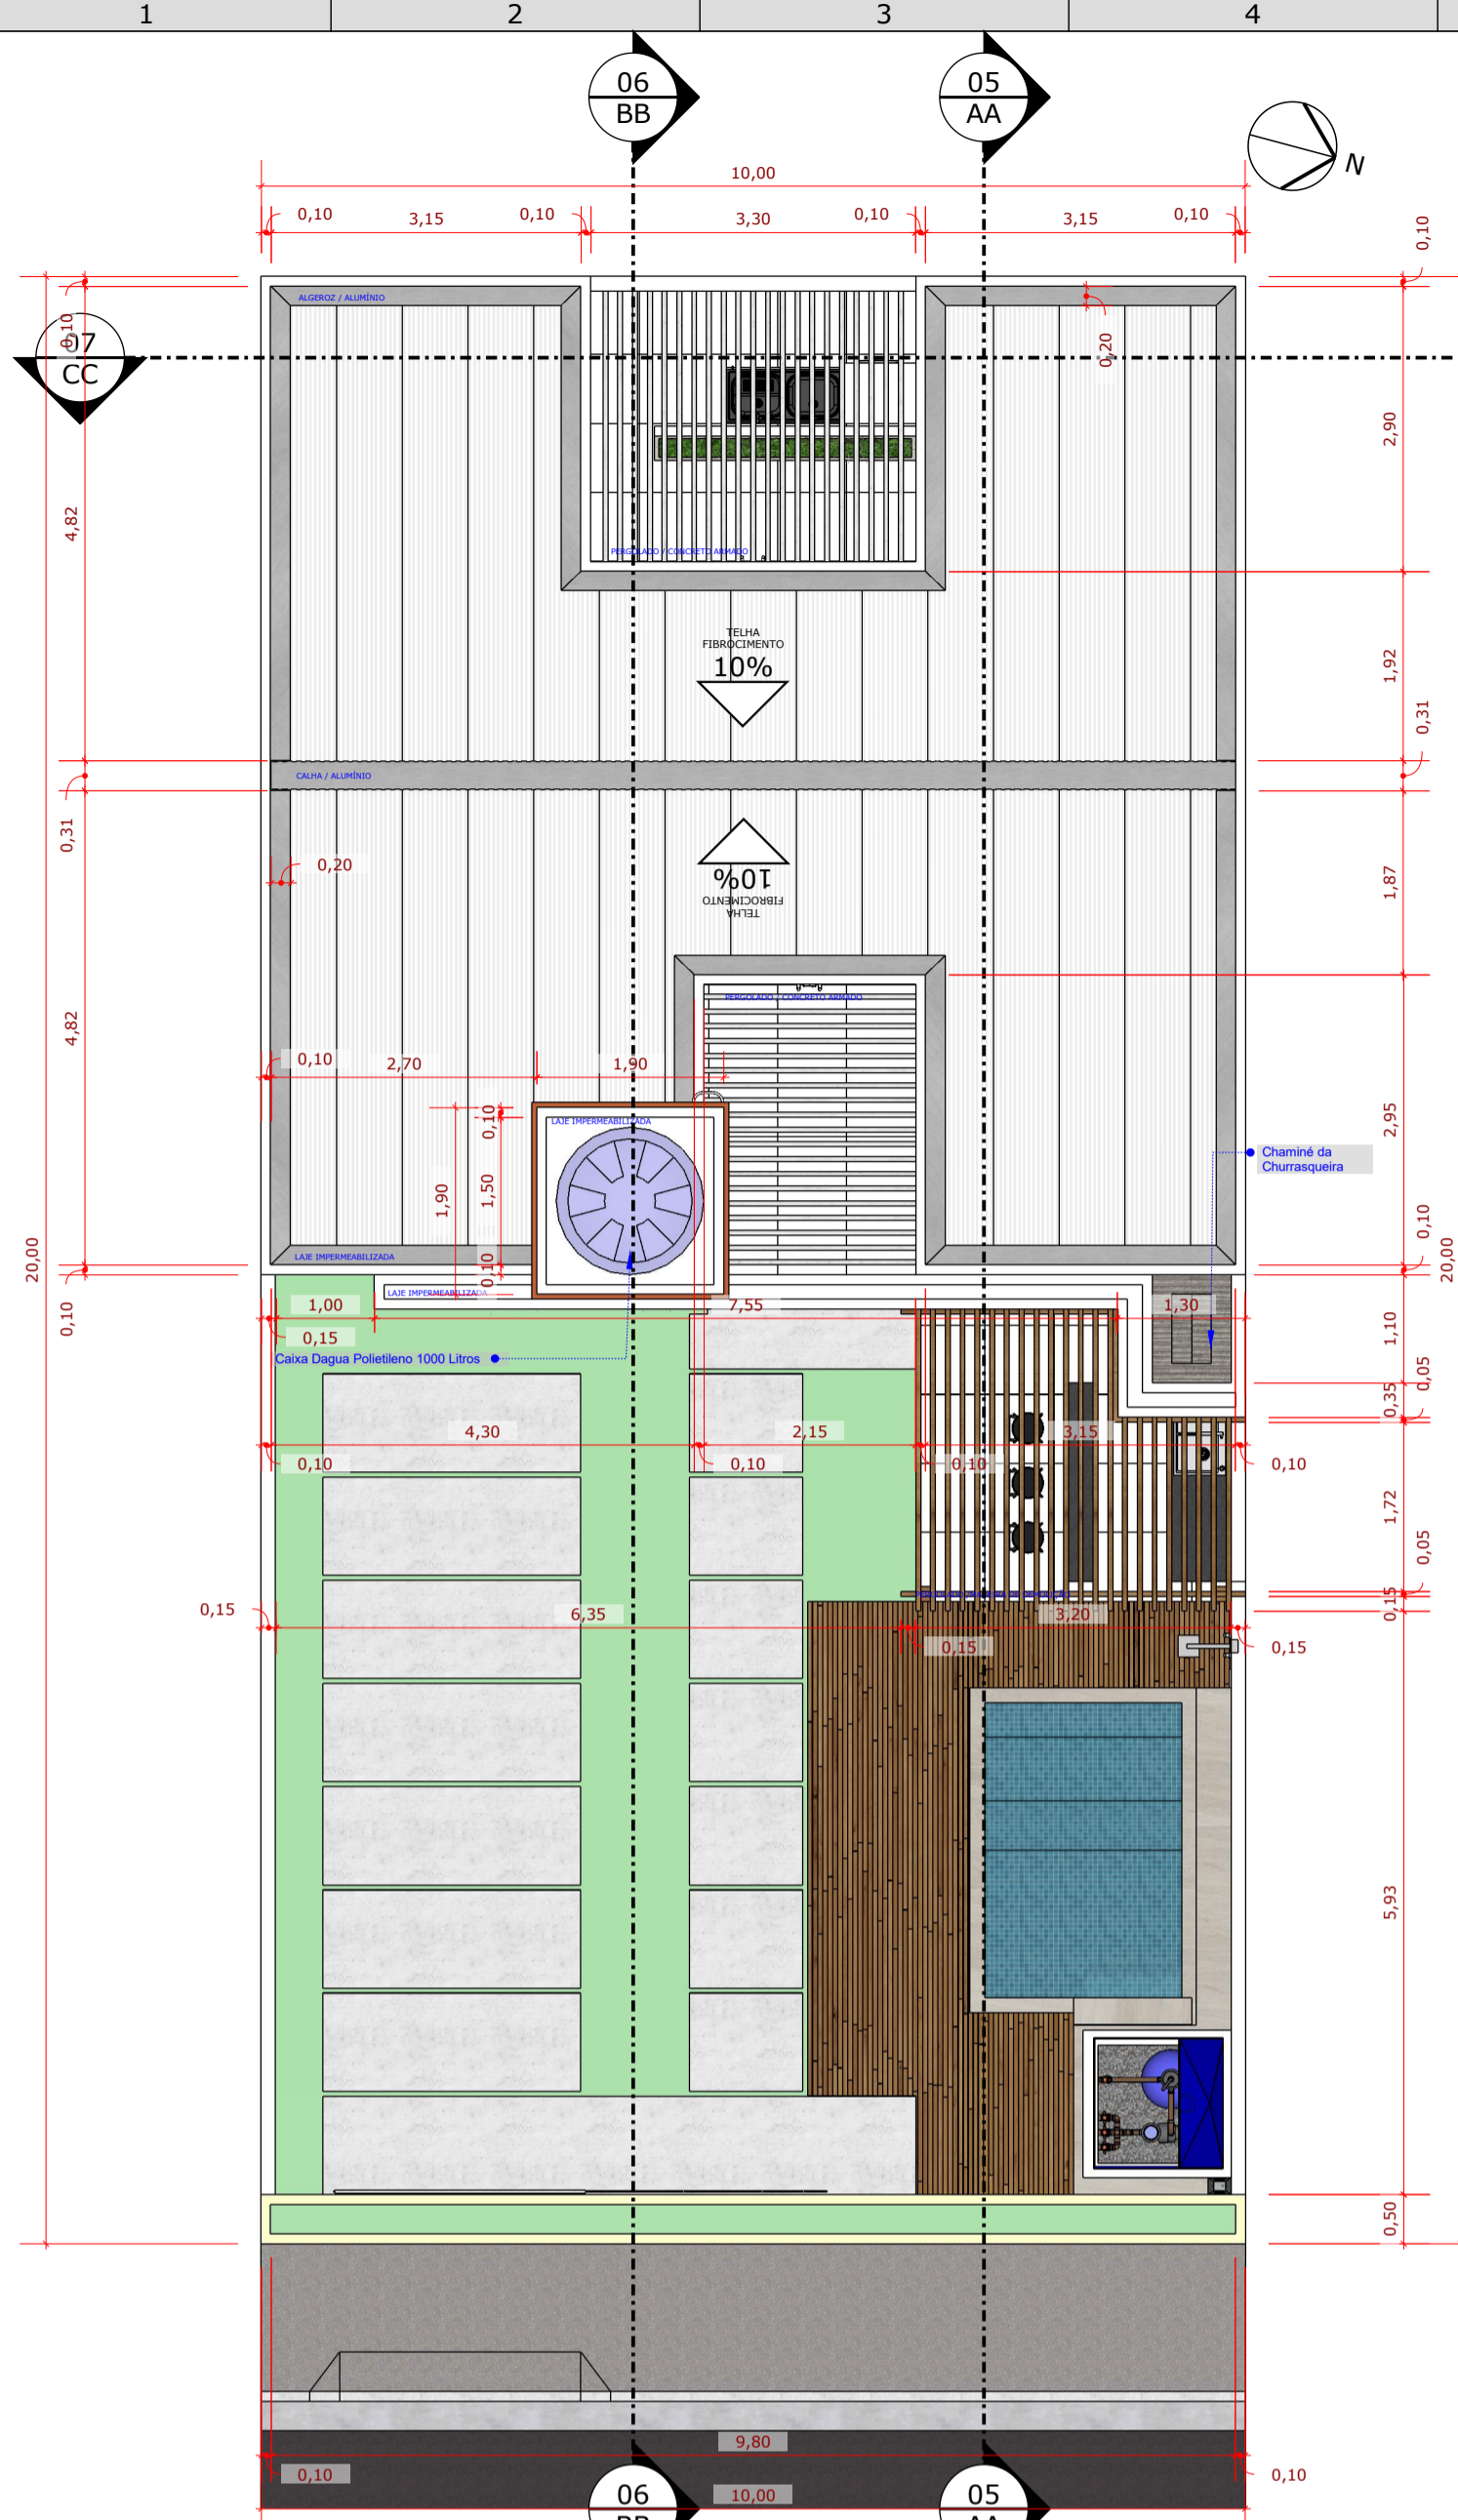 1 2 3 4
06 05
BB AA
N
10,00
0,10 3,15 0,10 3,30 0,10 3,15 0,10
0,10
ALGEROZ / ALUMÍNIO
0,10
07
CC
0,20
2,90
4,82
PERGOLADO / CONCRETO ARMADO
TELHA
FIBROCIMENTO
10%
1,92
0,31
CALHA / ALUMÍNIO
0,31
0,20
10%
TELHA
FIBROCIMENTO
1,87
PERGOLADO / CONCRETO ARMADO
4,82
0,10 2,70 1,90
0,10
LAJE IMPERMEABILIZADA
2,95
Chaminé da
Churrasqueira
1,90 1,50
0,10
LAJE IMPERMEABILIZADA
0,10
20,00
20,00
0,10
LAJE IMPERMEABILIZADA
1,00 7,55 1,30
0,15
1,10
Caixa Dagua Polietileno 1000 Litros
0,05
0,35
4,30 2,15 3,15
0,10 0,10 0,10 0,10
1,72
0,05
0,15
0,15 6,35 3,20
0,15 0,15
5,93
0,50
9,80
0,10 0,10
06 10,00 05
BB AA